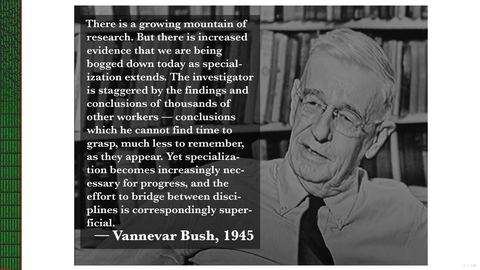 There is a growing mountain of
research. But there is increased
evidence that we are being
bogged down today as special-
ization extends. The investigator
is staggered by the findings and
conclusions of thousands of
other workers — conclusions
which he cannot find time to
grasp, much less to remember,
as they appear. Yet specializa-
tion becomes increasingly nec-
essary for progress, and the
effort to bridge between disci-
plines is correspondingly super-
ficial.
— Vannevar Bush, 1945